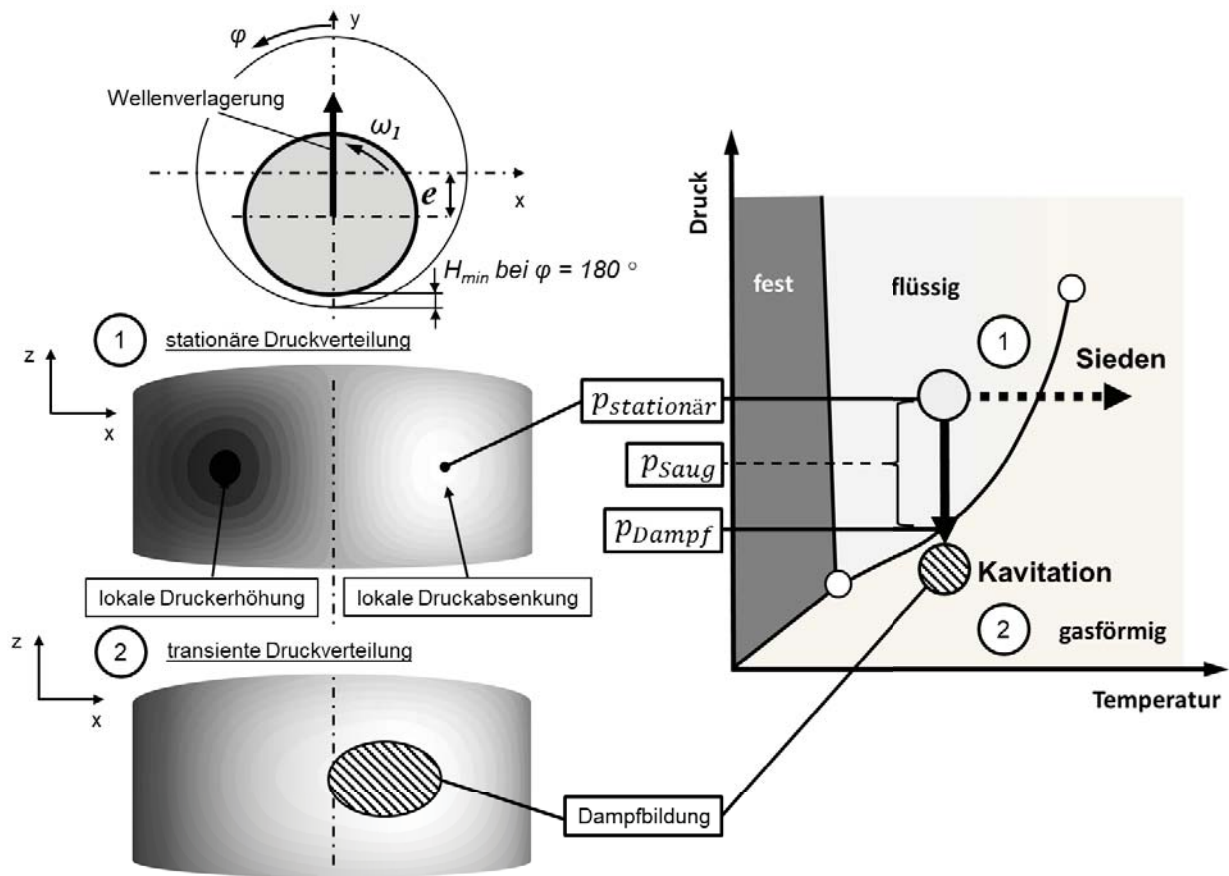 φ
y
Wellenverlagerung
ω1
e
x
Hmin bei φ = 180 °
1
stationäre Druckverteilung
z
x
lokale Druckerhöhung
lokale Druckabsenkung
2
transiente Druckverteilung
z
x
Dampfbildung
Druck
fest
flüssig
1
Sieden
pstationär
pSaug
pDampf
Kavitation
2
gasförmig
Temperatur